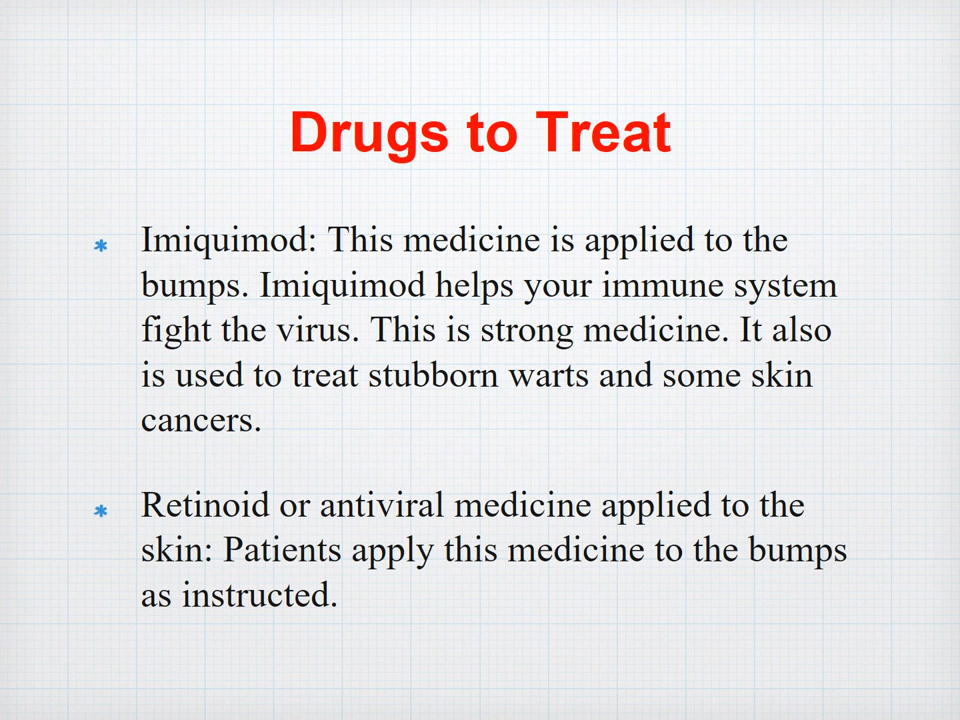 Drugs to Treat
* Imiquimod: This medicine is applied to the
bumps. Imiquimod helps your immune system
fight the virus. This is strong medicine. It also
is used to treat stubborn warts and some skin
cancers.
* Retinoid or antiviral medicine applied to the
skin: Patients apply this medicine to the bumps
as instructed.